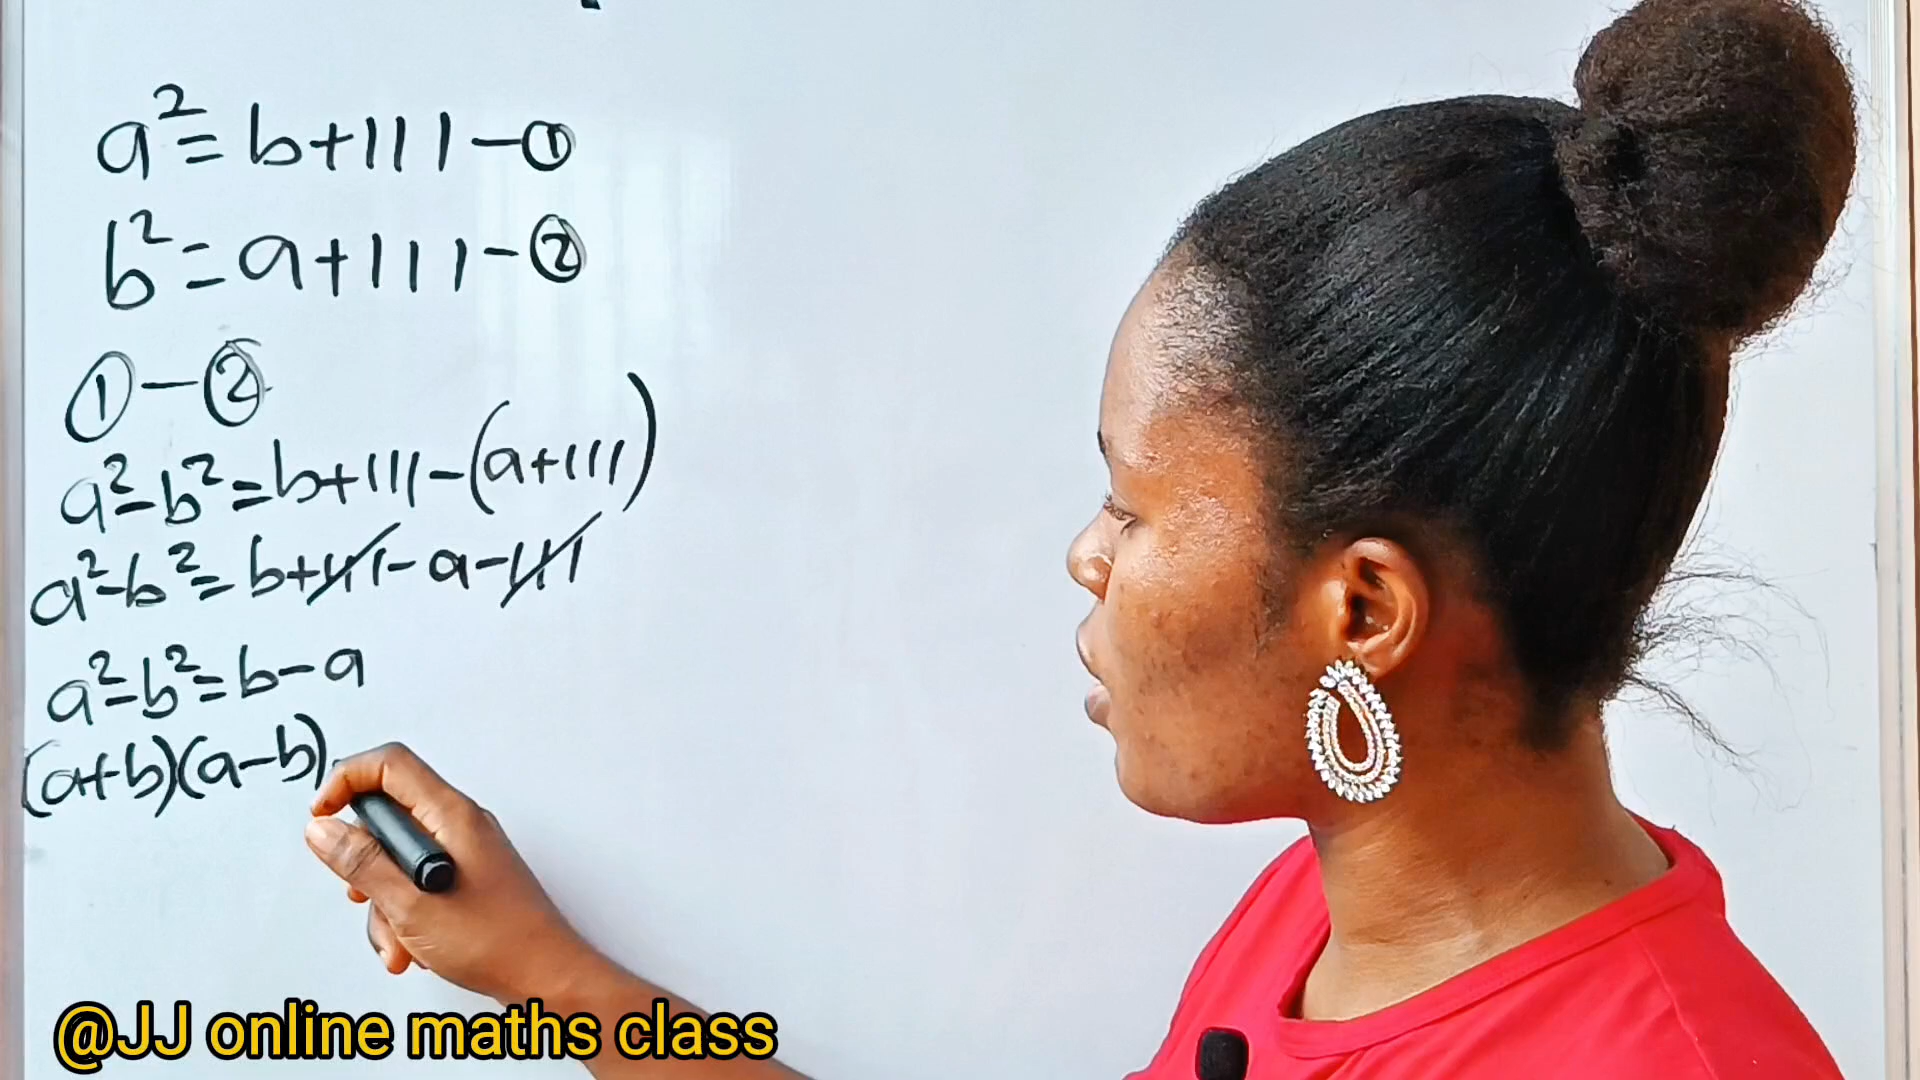 a²=b+111-①
b²=a+111-②
①-②
a²-b²=b+111-(a+111)
a²-b²=b+111-a-111
a²-b²=b-a
(a+b)(a-b)
@JJ online maths class